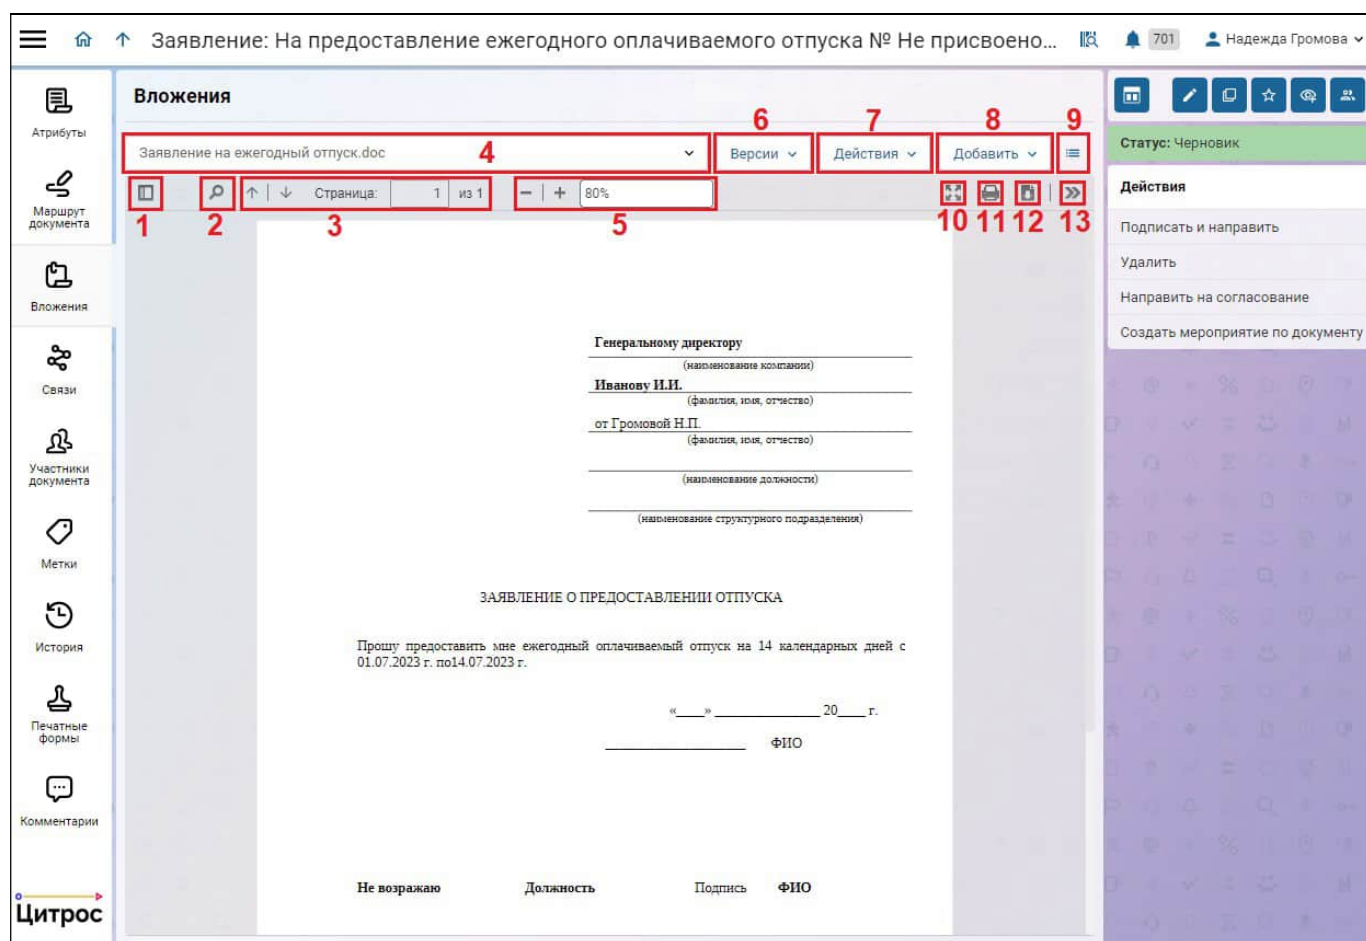 Заявление: На предоставление ежегодного оплачиваемого отпуска № Не присвоено...
701
Надежда Громова
Атрибуты
Маршрут
документа
Вложения
Связи
Участники
документа
Метки
История
Печатные
формы
Комментарии
Цитрос
Вложения
6 7 8 9
Заявление на ежегодный отпуск.doc 4 Версии Действия Добавить
Страница: 1 из 1 80%
1 2 3 5 10 11 12 13
Генеральному директору
(наименование компании)
Иванову И.И.
(фамилия, имя, отчество)
от Громовой Н.П.
(фамилия, имя, отчество)
(наименование должности)
(наименование структурного подразделения)
ЗАЯВЛЕНИЕ О ПРЕДОСТАВЛЕНИИ ОТПУСКА
Прошу предоставить мне ежегодный оплачиваемый отпуск на 14 календарных дней с
01.07.2023 г. по14.07.2023 г.
«____» _______________ 20____ г.
____________________ ФИО
Не возражаю Должность Подпись ФИО
Статус: Черновик
Действия
Подписать и направить
Удалить
Направить на согласование
Создать мероприятие по документу